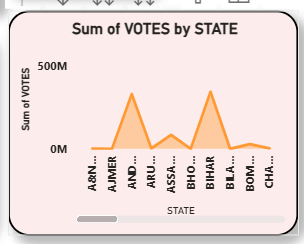 Sum of VOTES by STATE
500M
Sum of VOTES
0M
A&N...
AJMER
AND...
ARU...
ASSA...
BHO...
BIHAR
BILA...
BOM...
CHA...
STATE